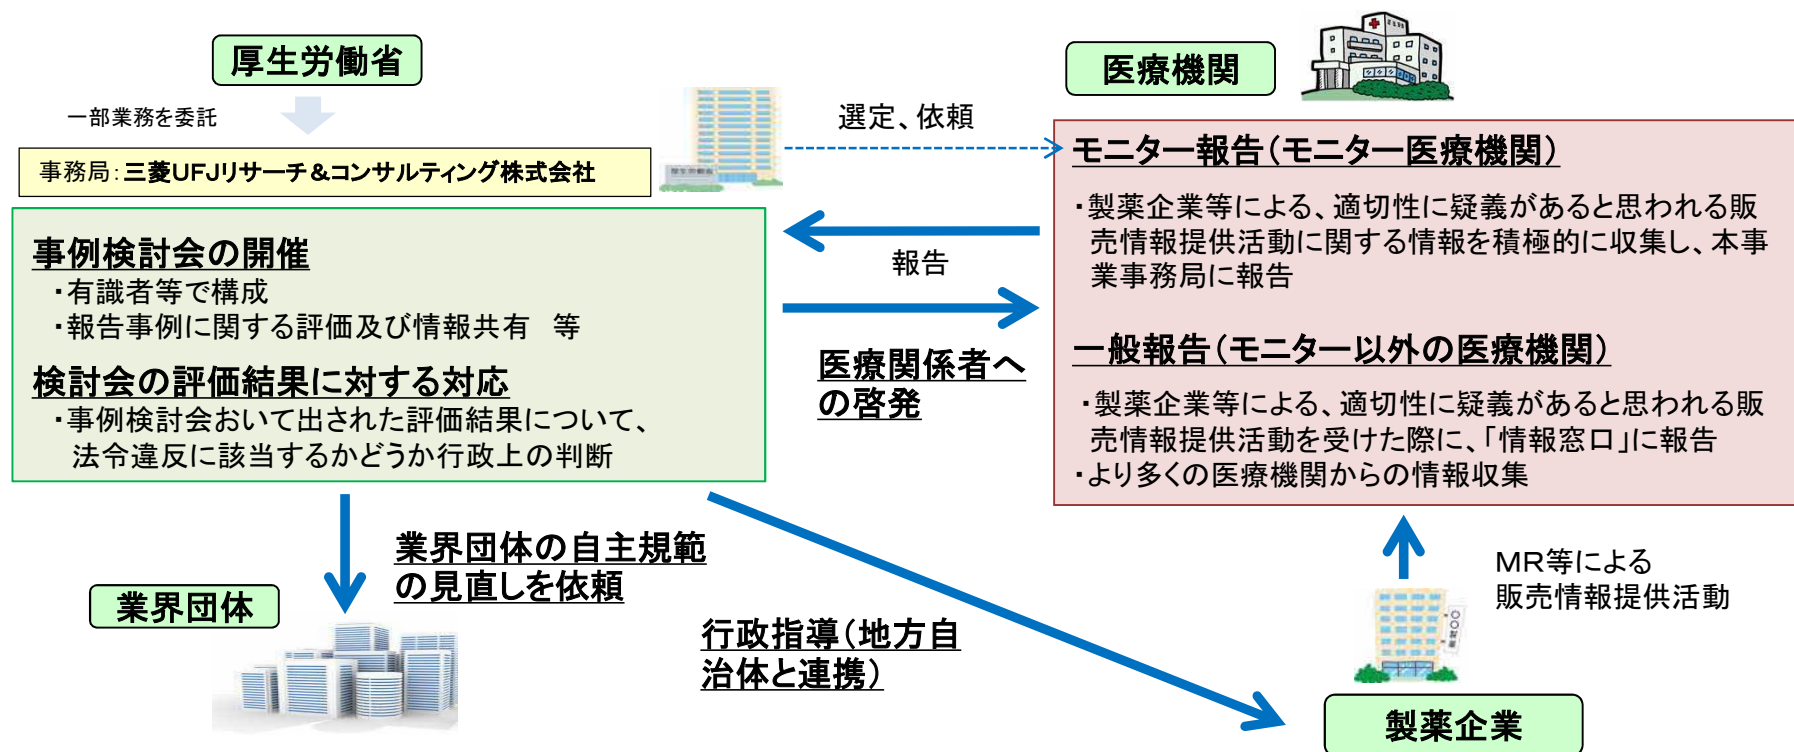 厚生労働省
一部業務を委託
事務局：三菱UFJリサーチ＆コンサルティング株式会社
厚生労働省
選定、依頼
事例検討会の開催
・有識者等で構成
・報告事例に関する評価及び情報共有　等
検討会の評価結果に対する対応
・事例検討会おいて出された評価結果について、
法令違反に該当するかどうか行政上の判断
報告
医療関係者へ
の啓発
医療機関
モニター報告（モニター医療機関）
・製薬企業等による、適切性に疑義があると思われる販
売情報提供活動に関する情報を積極的に収集し、本事
業事務局に報告
一般報告（モニター以外の医療機関）
・製薬企業等による、適切性に疑義があると思われる販
売情報提供活動を受けた際に、「情報窓口」に報告
・より多くの医療機関からの情報収集
業界団体の自主規範
の見直しを依頼
業界団体
行政指導（地方自
治体と連携）
MR等による
販売情報提供活動
製薬企業